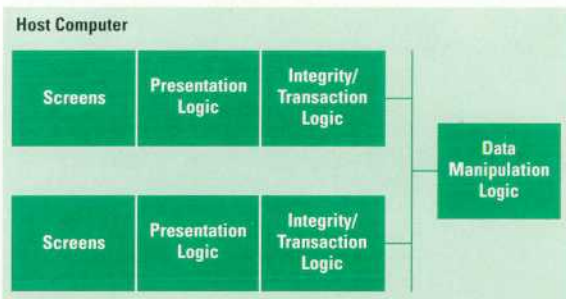 Host Computer
Screens
Presentation
Logic
Integrity/
Transaction
Logic
Data
Manipulation
Logic
Screens
Presentation
Logic
Integrity/
Transaction
Logic